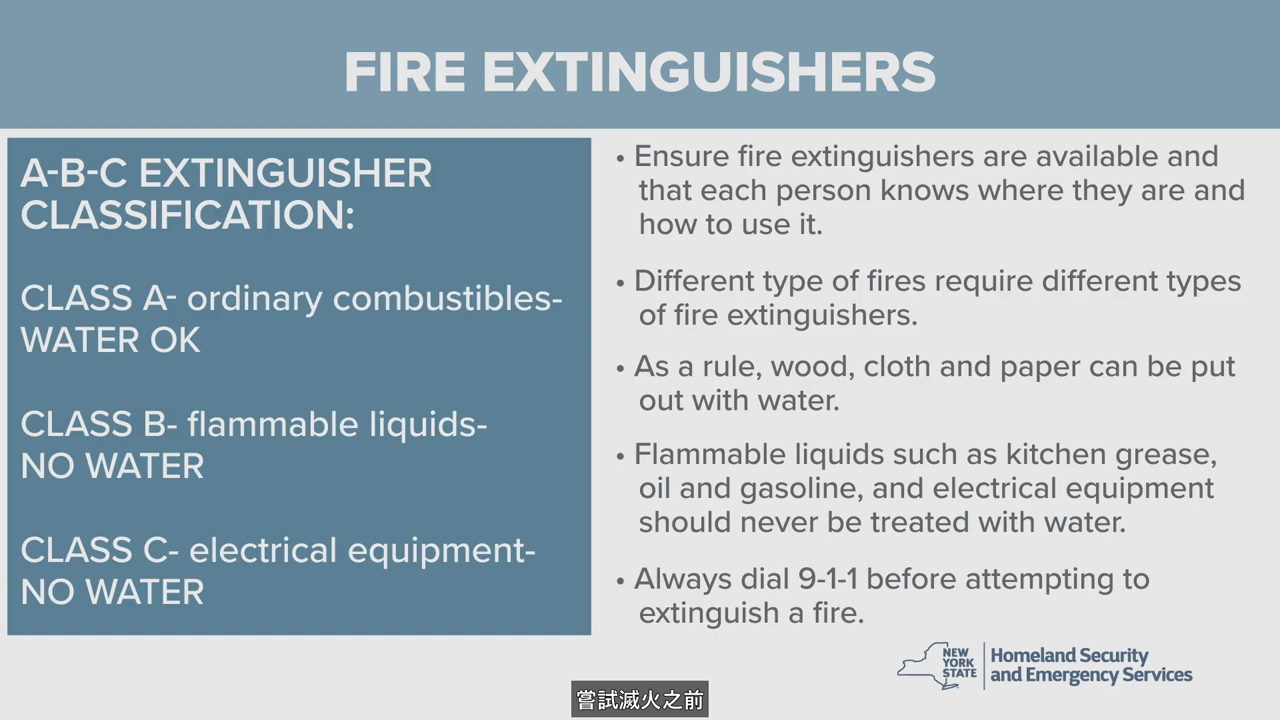 FIRE EXTINGUISHERS
A-B-C EXTINGUISHER
CLASSIFICATION:
CLASS A- ordinary combustibles-
WATER OK
CLASS B- flammable liquids-
NO WATER
CLASS C- electrical equipment-
NO WATER
• Ensure fire extinguishers are available and
that each person knows where they are and
how to use it.
• Different type of fires require different types
of fire extinguishers.
• As a rule, wood, cloth and paper can be put
out with water.
• Flammable liquids such as kitchen grease,
oil and gasoline, and electrical equipment
should never be treated with water.
• Always dial 9-1-1 before attempting to
extinguish a fire.
NEW
YORK
STATE
Homeland Security
and Emergency Services
嘗試滅火之前